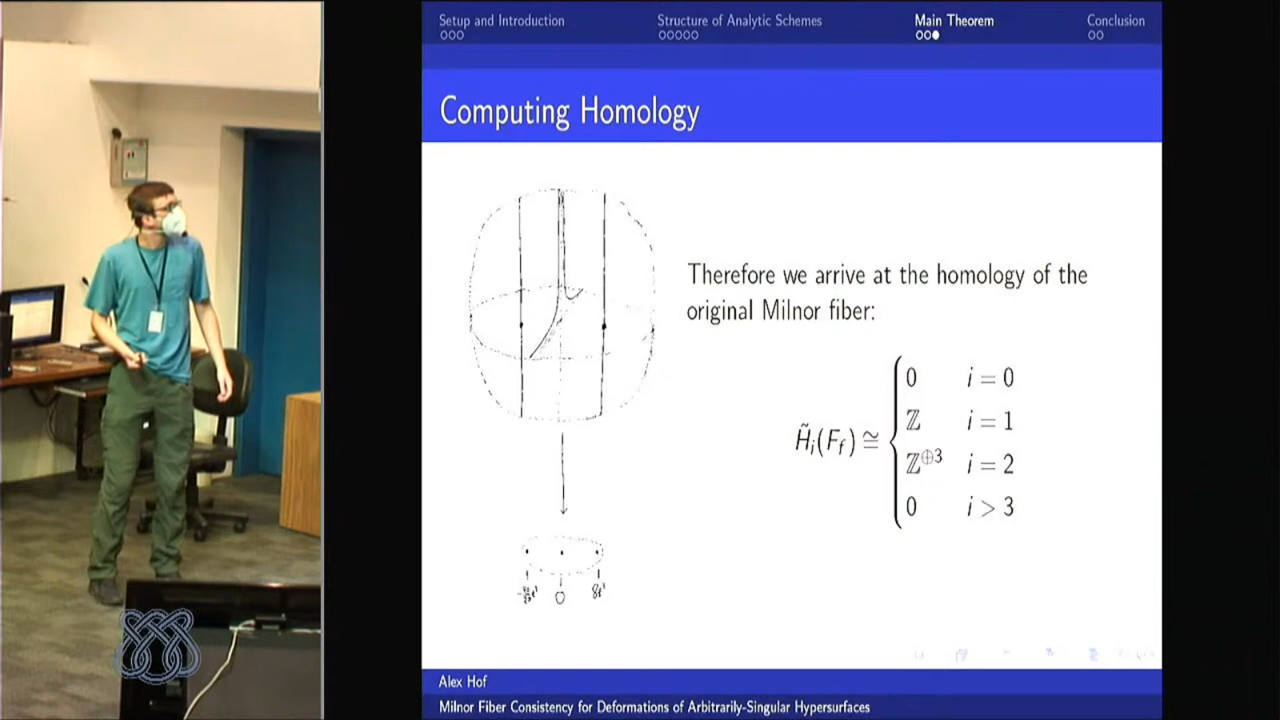 Setup and Introduction
Structure of Analytic Schemes
Main Theorem
Conclusion
Computing Homology
Therefore we arrive at the homology of the
original Milnor fiber:
H̃ᵢ(F_f) ≅ { 0 i = 0
ℤ i = 1
ℤ^⊕3 i = 2
0 i > 3
0
Alex Hof
Milnor Fiber Consistency for Deformations of Arbitrarily-Singular Hypersurfaces